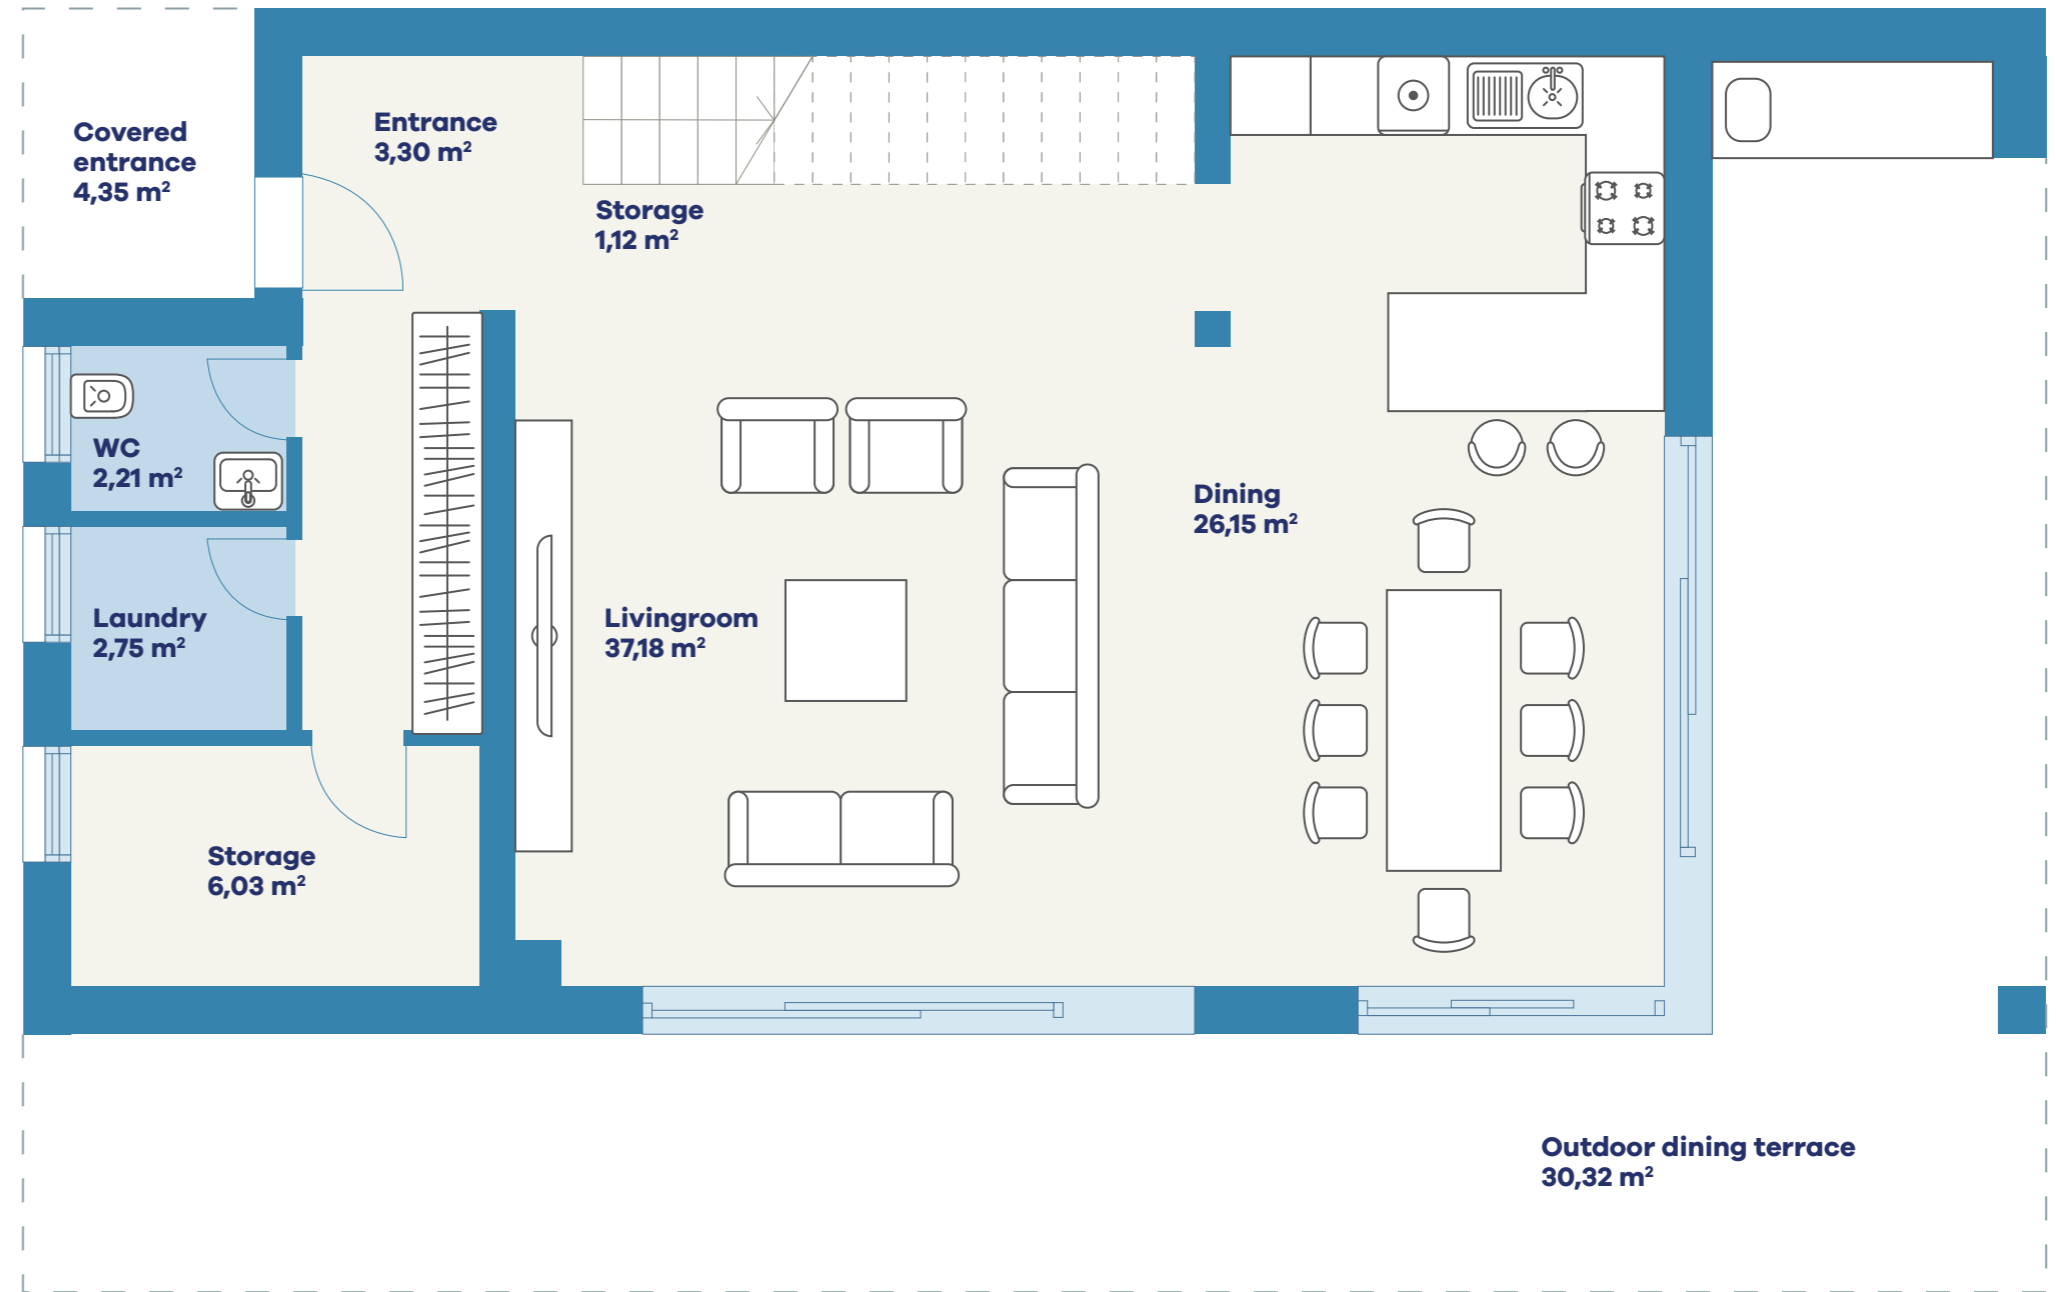 Covered
entrance
4,35 m²
Entrance
3,30 m²
Storage
1,12 m²
WC
2,21 m²
Laundry
2,75 m²
Storage
6,03 m²
Livingroom
37,18 m²
Dining
26,15 m²
Outdoor dining terrace
30,32 m²